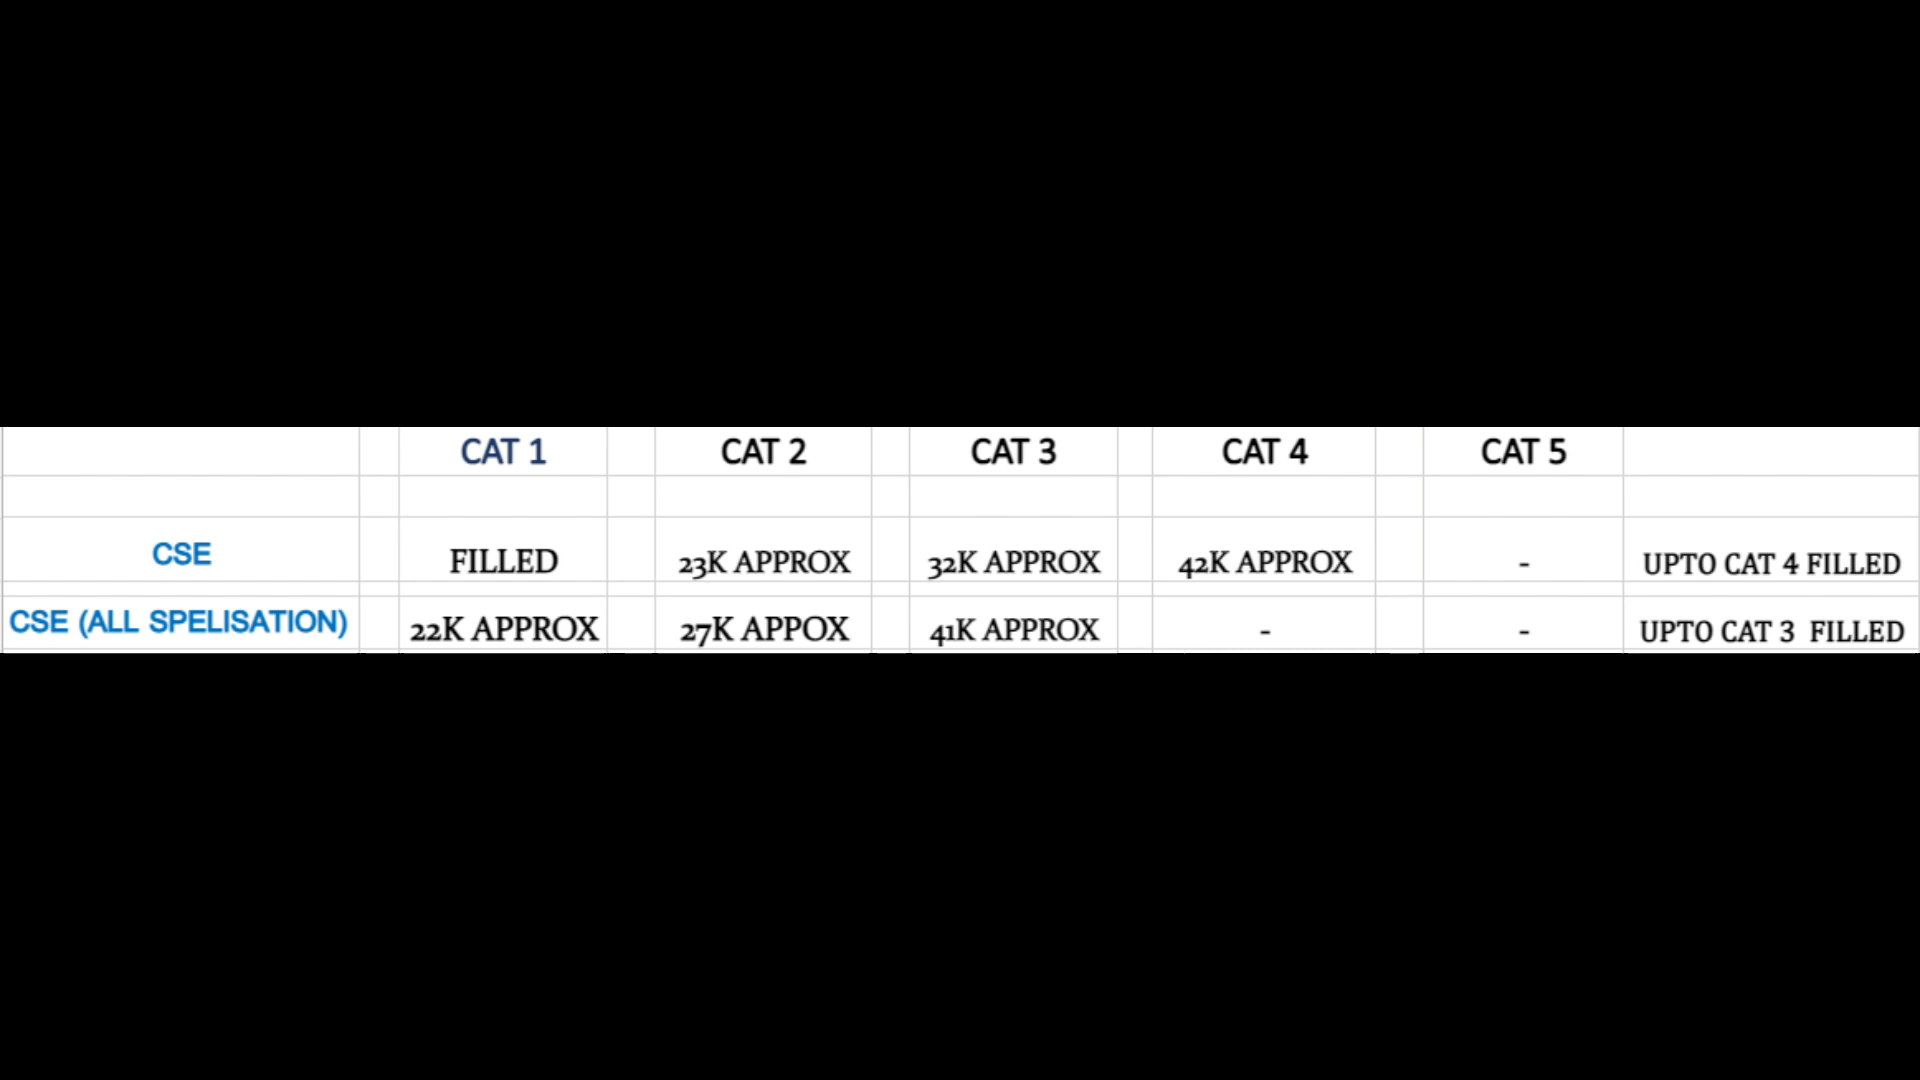 CAT 1 CAT 2 CAT 3 CAT 4 CAT 5
CSE FILLED 23K APPROX 32K APPROX 42K APPROX - UPTO CAT 4 FILLED
CSE (ALL SPELISATION) 22K APPROX 27K APPOX 41K APPROX - - UPTO CAT 3 FILLED